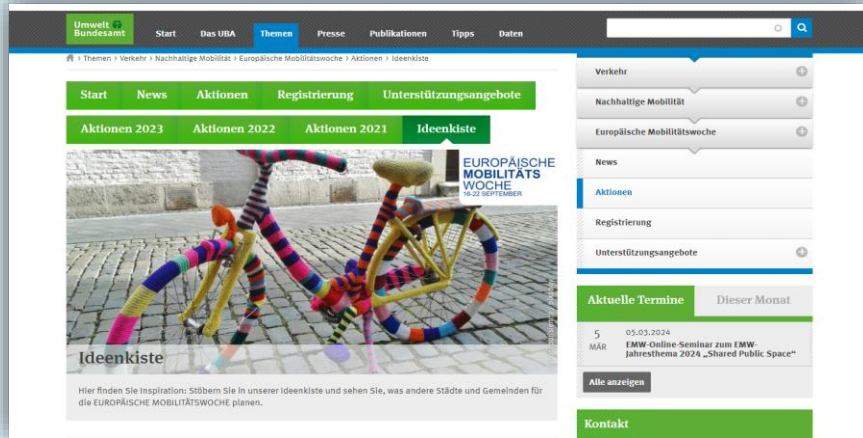 Umwelt
Bundesamt
Start Das UBA Themen Presse Publikationen Tipps Daten
› Themen › Verkehr › Nachhaltige Mobilität › Europäische Mobilitätswoche › Aktionen › Ideenkiste
Start News Aktionen Registrierung Unterstützungsangebote
Aktionen 2023 Aktionen 2022 Aktionen 2021 Ideenkiste
EUROPÄISCHE
MOBILITÄTS
WOCHE
16-22 SEPTEMBER
Ideenkiste
Hier finden Sie Inspiration: Stöbern Sie in unserer Ideenkiste und sehen Sie, was andere Städte und Gemeinden für
die EUROPÄISCHE MOBILITÄTSWOCHE planen.
Verkehr
Nachhaltige Mobilität
Europäische Mobilitätswoche
News
Aktionen
Registrierung
Unterstützungsangebote
Aktuelle Termine Dieser Monat
5 05.03.2024
MÄR EMW-Online-Seminar zum EMW-
Jahresthema 2024 „Shared Public Space“
Alle anzeigen
Kontakt